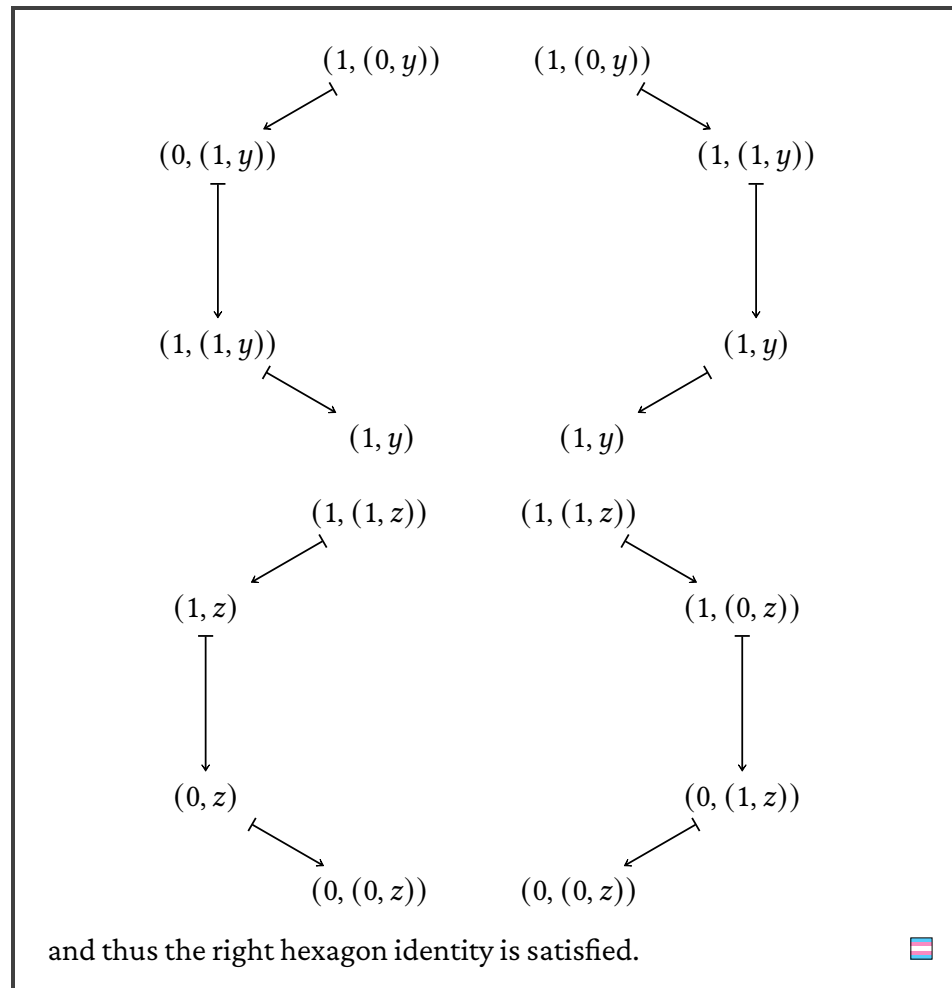 (1, (0, y)) (1, (0, y))
(0, (1, y)) (1, (1, y))
(1, (1, y)) (1, y)
(1, y) (1, y)
(1, (1, z)) (1, (1, z))
(1, z) (1, (0, z))
(0, z) (0, (1, z))
(0, (0, z)) (0, (0, z))
and thus the right hexagon identity is satisfied.